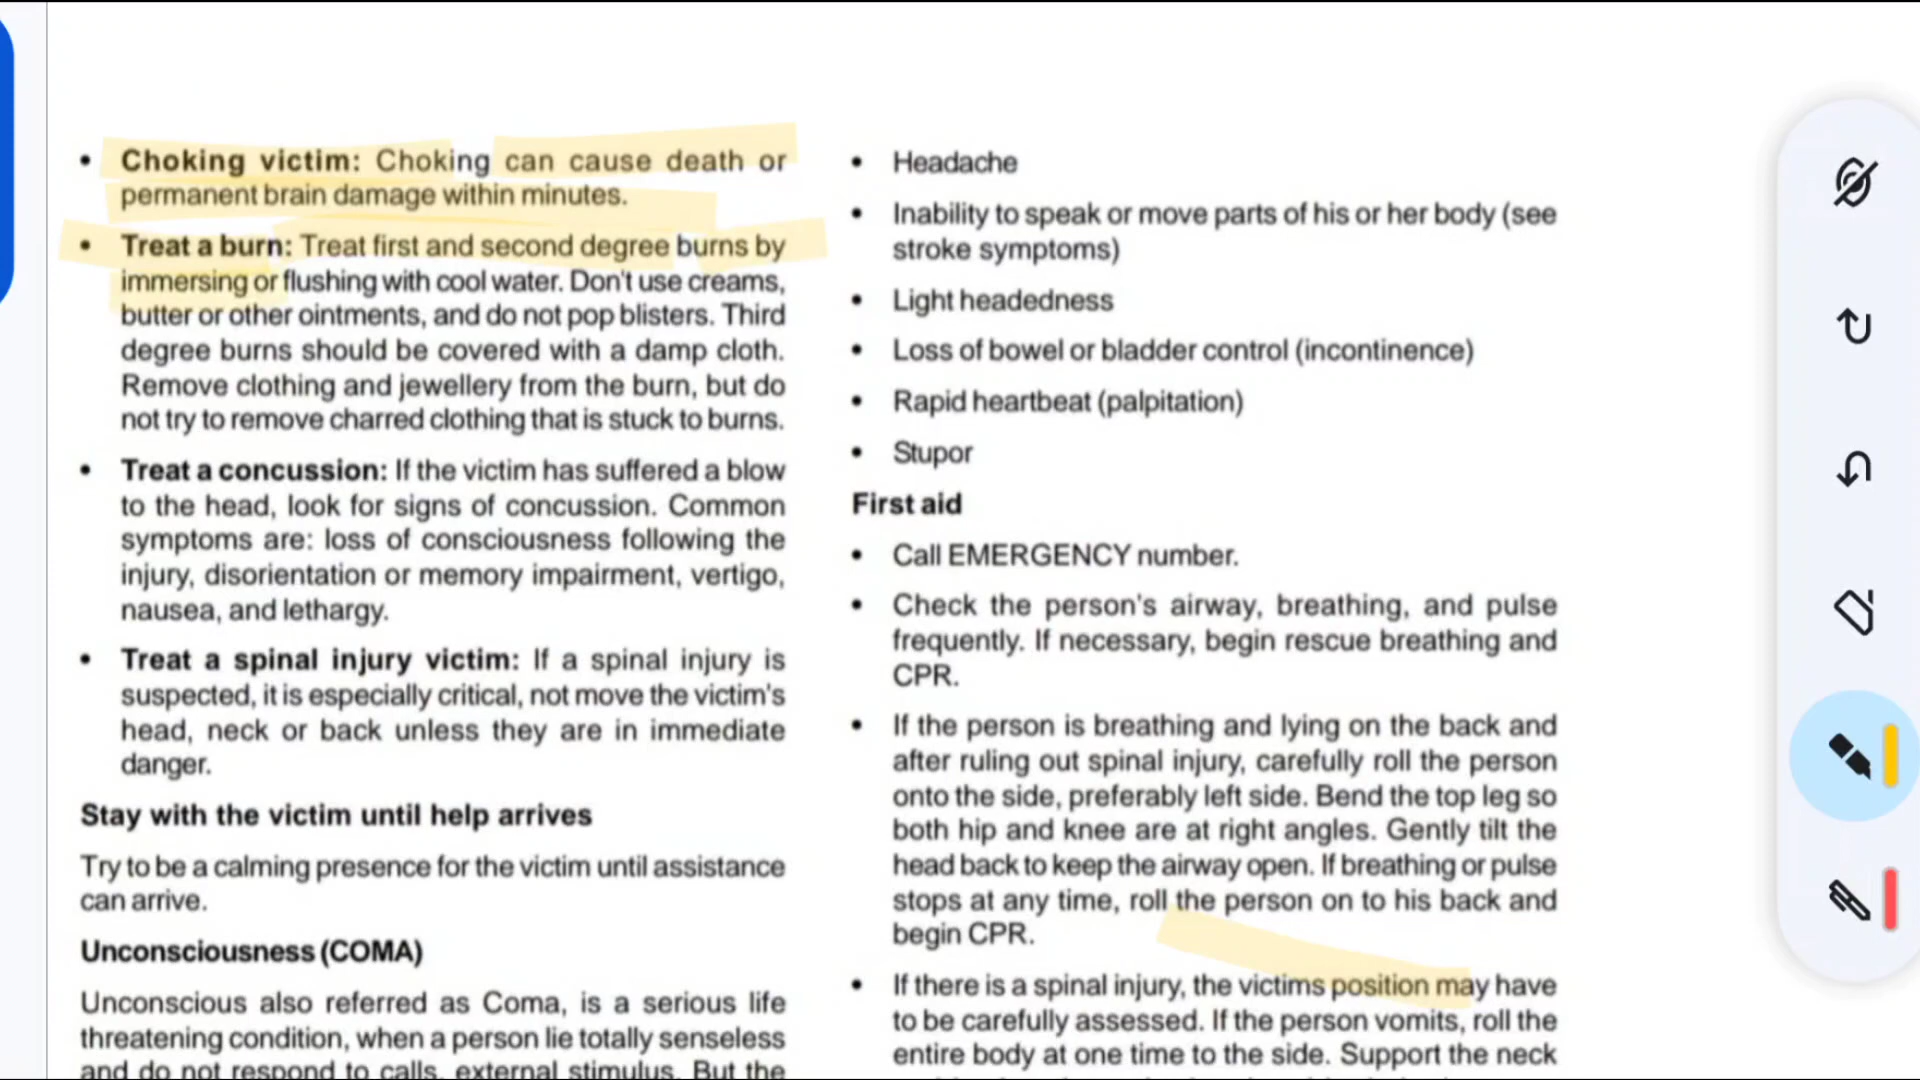 • Choking victim: Choking can cause death or
permanent brain damage within minutes.
• Treat a burn: Treat first and second degree burns by
immersing or flushing with cool water. Don't use creams,
butter or other ointments, and do not pop blisters. Third
degree burns should be covered with a damp cloth.
Remove clothing and jewellery from the burn, but do
not try to remove charred clothing that is stuck to burns.
• Treat a concussion: If the victim has suffered a blow
to the head, look for signs of concussion. Common
symptoms are: loss of consciousness following the
injury, disorientation or memory impairment, vertigo,
nausea, and lethargy.
• Treat a spinal injury victim: If a spinal injury is
suspected, it is especially critical, not move the victim's
head, neck or back unless they are in immediate
danger.
Stay with the victim until help arrives
Try to be a calming presence for the victim until assistance
can arrive.
Unconsciousness (COMA)
Unconscious also referred as Coma, is a serious life
threatening condition, when a person lie totally senseless
and do not respond to calls, external stimulus. But the
• Headache
• Inability to speak or move parts of his or her body (see
stroke symptoms)
• Light headedness
• Loss of bowel or bladder control (incontinence)
• Rapid heartbeat (palpitation)
• Stupor
First aid
• Call EMERGENCY number.
• Check the person's airway, breathing, and pulse
frequently. If necessary, begin rescue breathing and
CPR.
• If the person is breathing and lying on the back and
after ruling out spinal injury, carefully roll the person
onto the side, preferably left side. Bend the top leg so
both hip and knee are at right angles. Gently tilt the
head back to keep the airway open. If breathing or pulse
stops at any time, roll the person on to his back and
begin CPR.
• If there is a spinal injury, the victims position may have
to be carefully assessed. If the person vomits, roll the
entire body at one time to the side. Support the neck